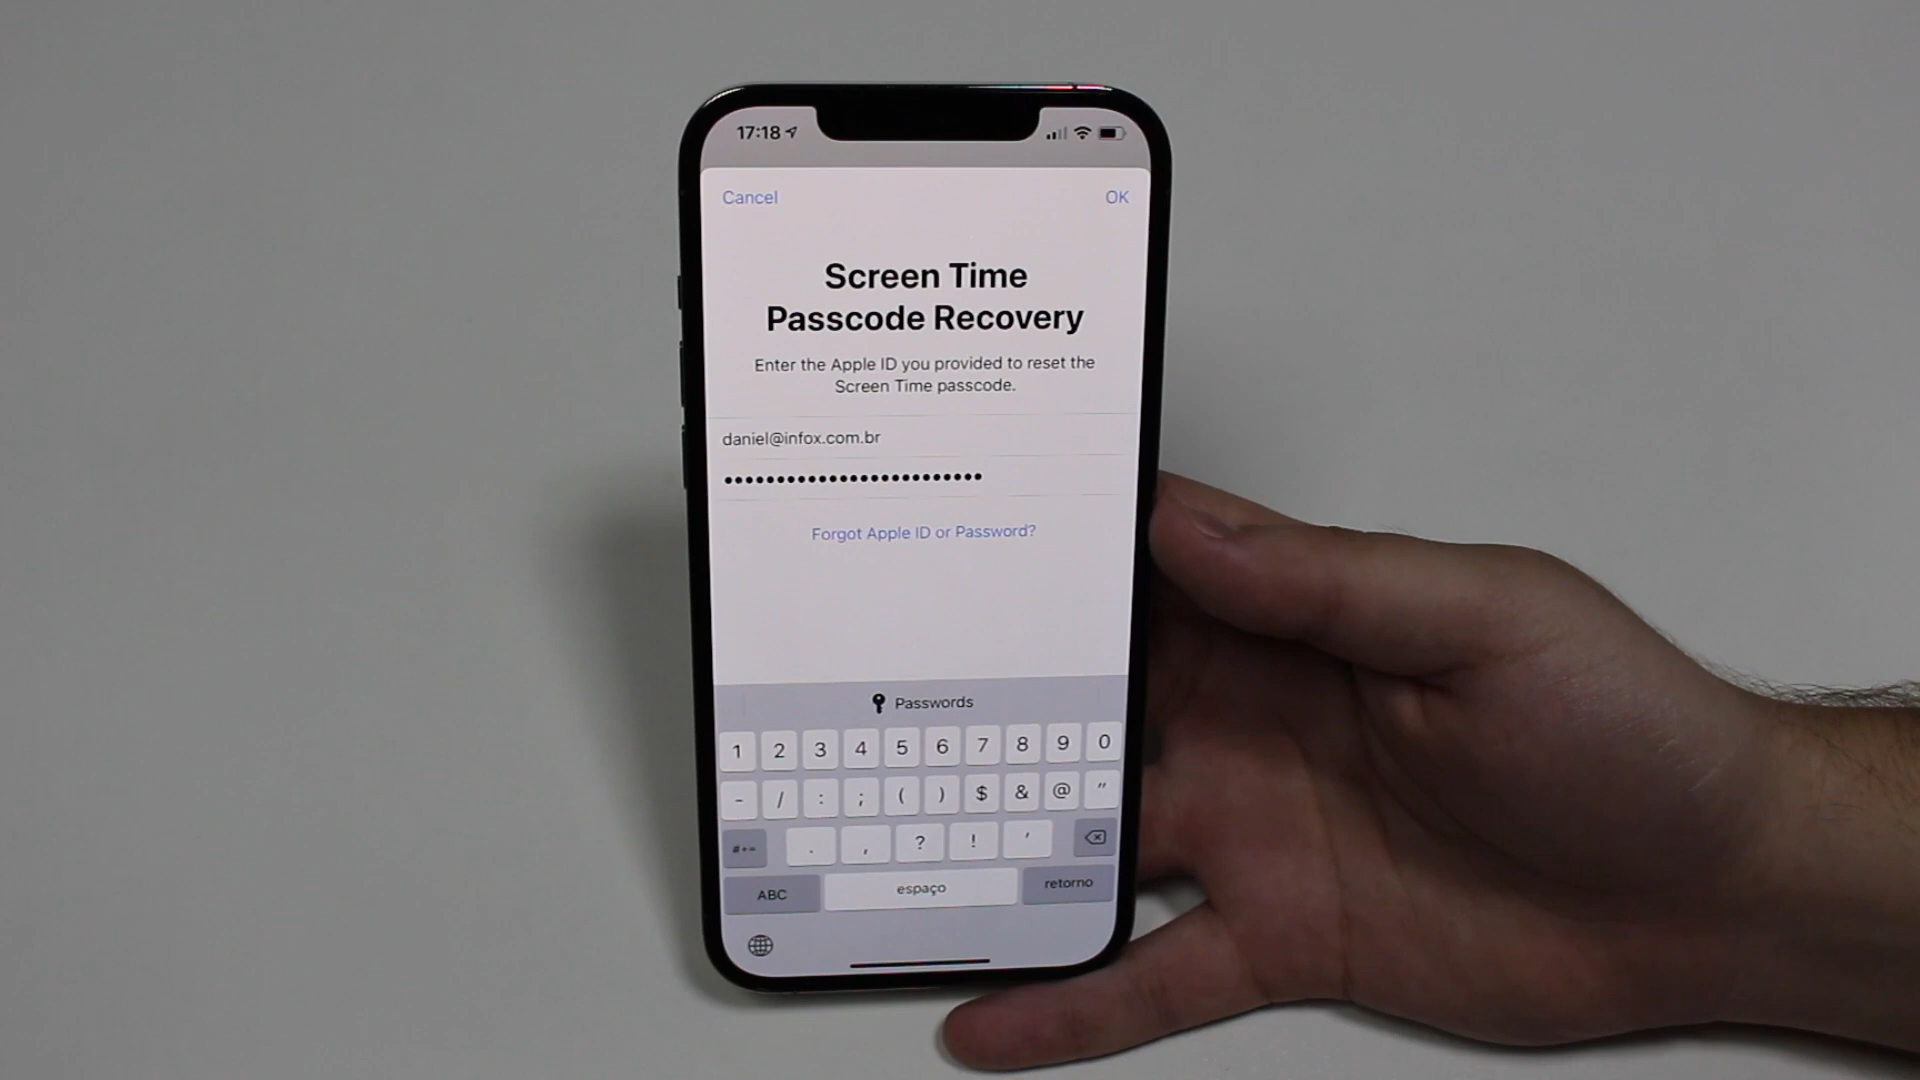 17:18
Cancel OK
Screen Time
Passcode Recovery
Enter the Apple ID you provided to reset the
Screen Time passcode.
daniel@infox.com.br
•••••••••••••••••••••••••
Forgot Apple ID or Password?
Passwords
1 2 3 4 5 6 7 8 9 0
- / : ; ( ) $ & @ "
#+= . , ? ! '
ABC espaço retorno